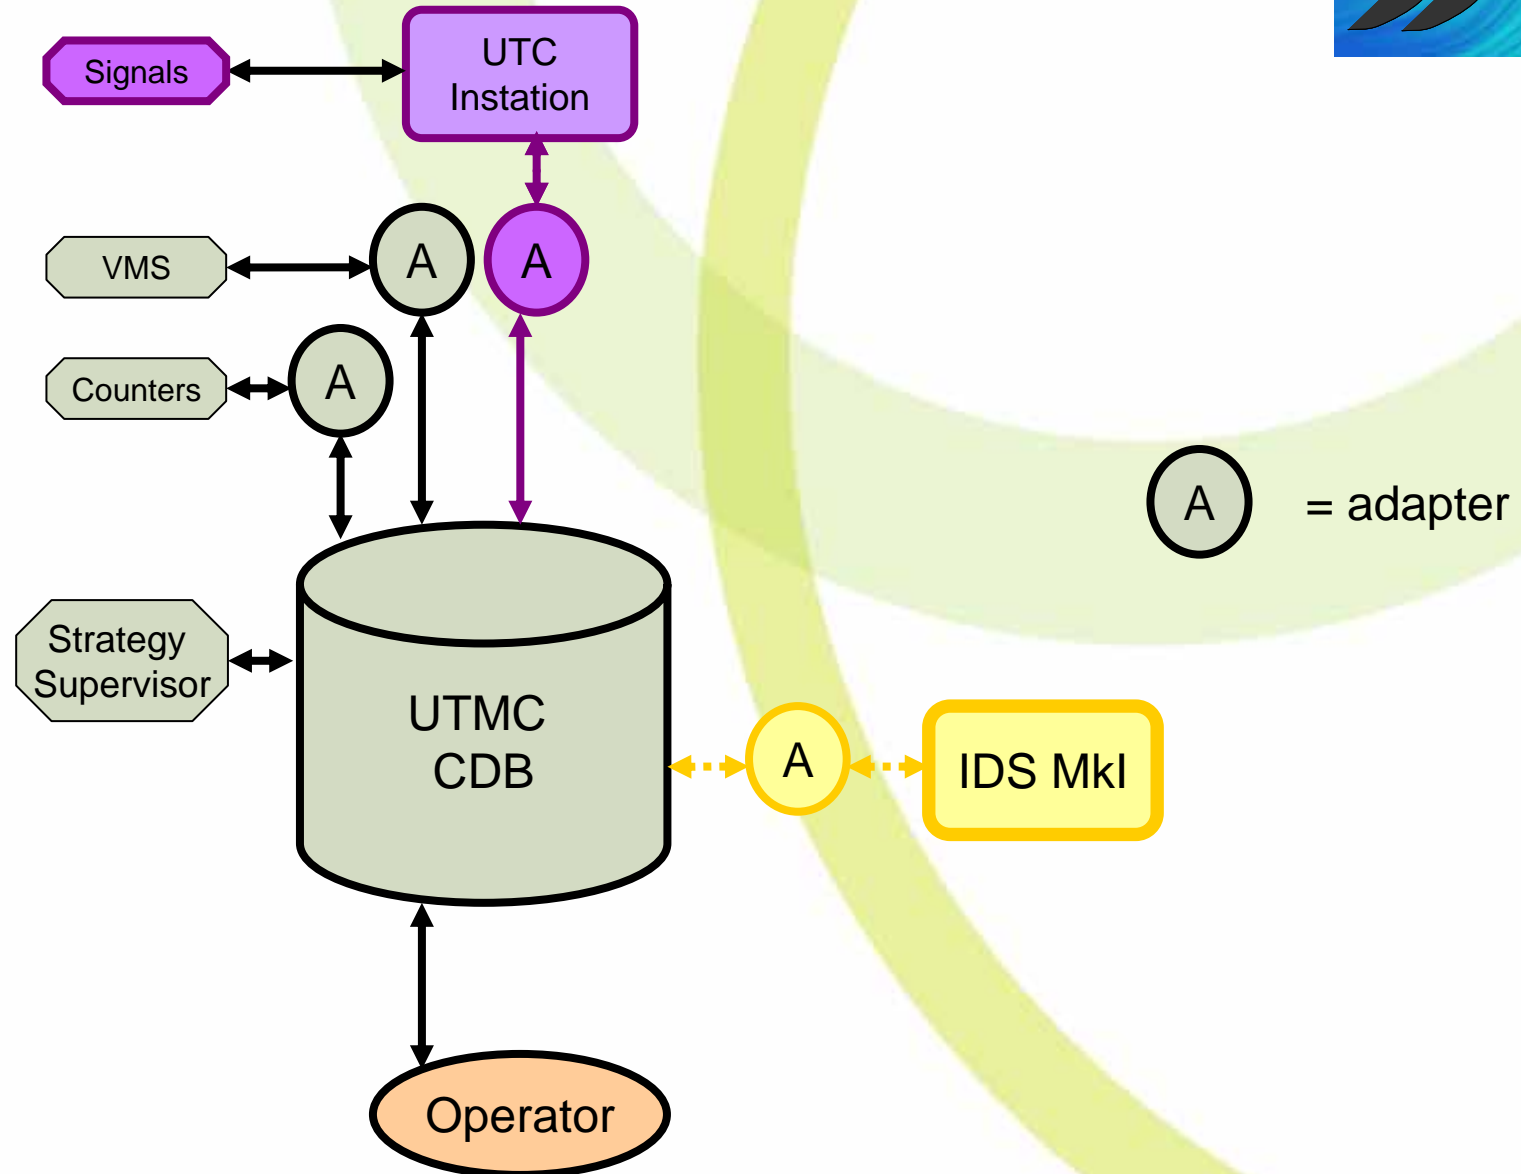 Signals
UTC
Instation
VMS
A
A
Counters
A
A
= adapter
Strategy
Supervisor
UTMC
CDB
A
IDS MkI
Operator